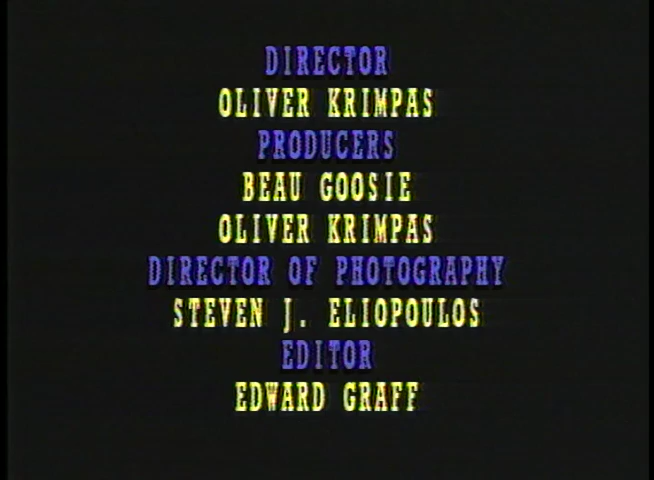 DIRECTOR
OLIVER KRIMPAS
PRODUCERS
BEAU GOOSIE
OLIVER KRIMPAS
DIRECTOR OF PHOTOGRAPHY
STEVEN J. ELIOPOULOS
EDITOR
EDWARD GRAFF